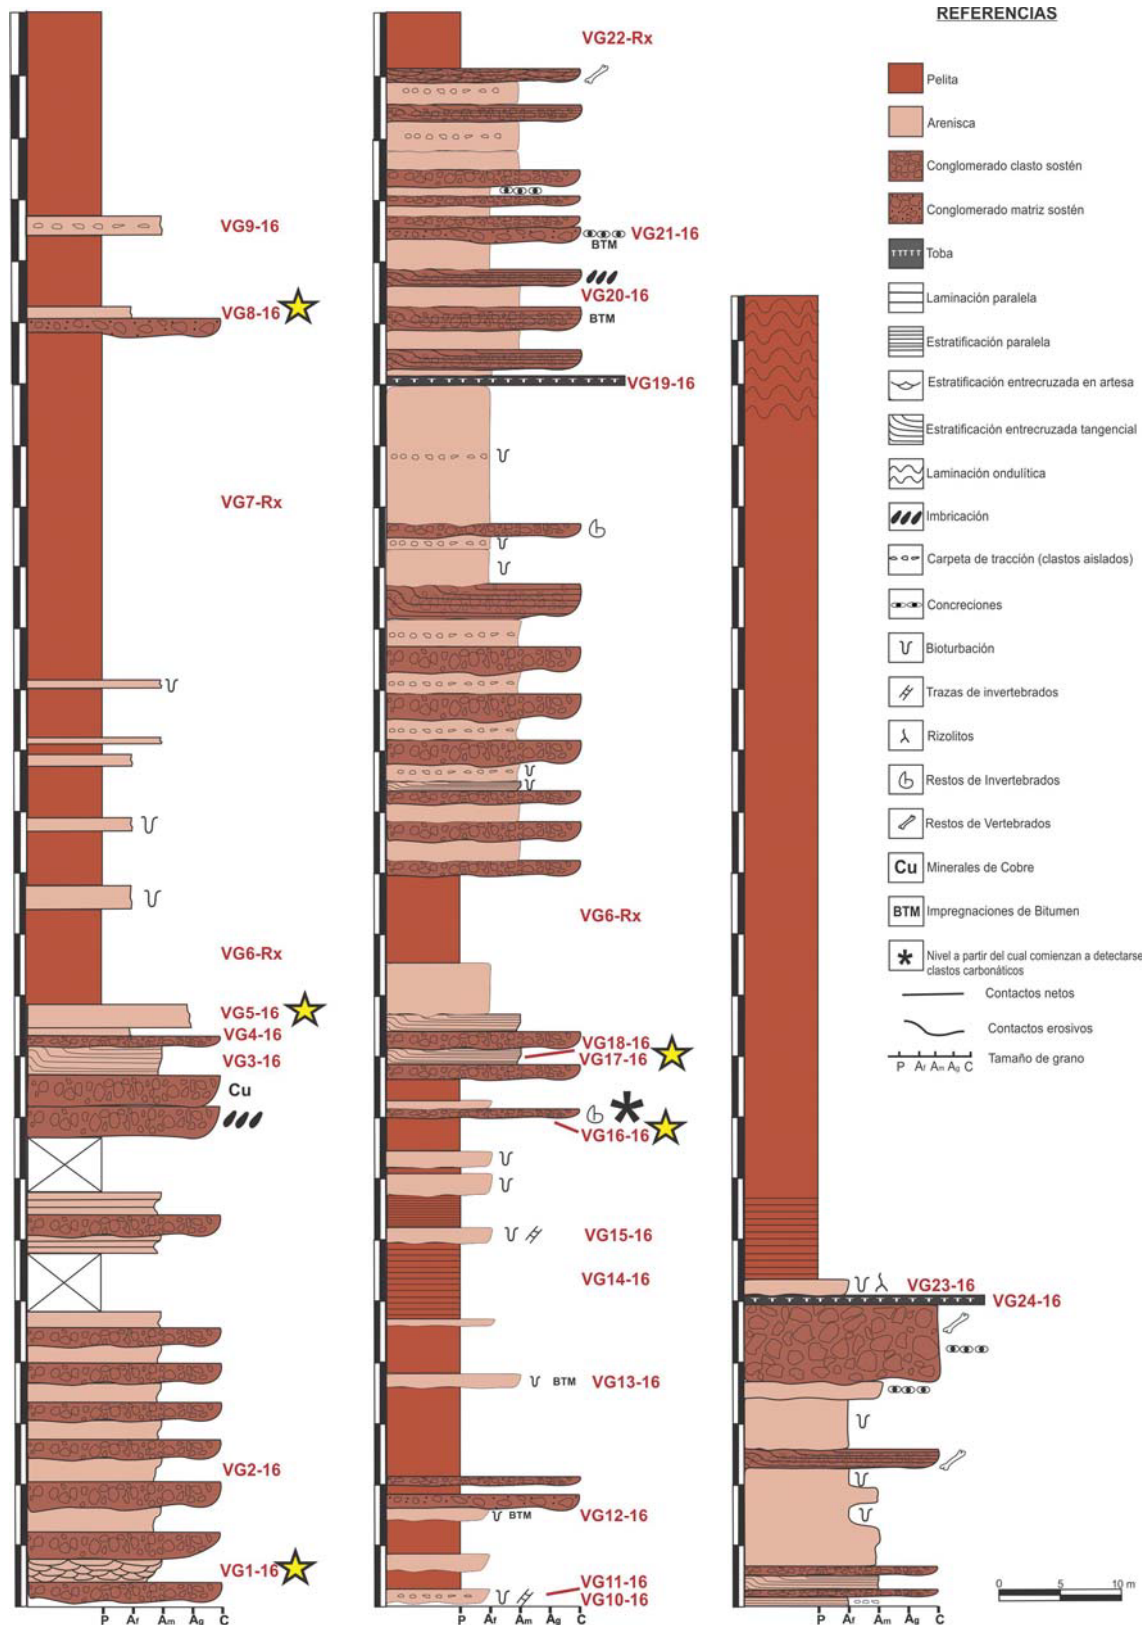 VG9-16
VG8-16
VG7-Rx
VG6-Rx
VG5-16
VG4-16
VG3-16
Cu
VG2-16
VG1-16
P Af Am Ag C
VG22-Rx
VG21-16
BTM
VG20-16
BTM
VG19-16
VG6-Rx
VG18-16
VG17-16
*
VG16-16
VG15-16
VG14-16
BTM VG13-16
BTM VG12-16
VG11-16
VG10-16
P Af Am Ag C
VG23-16
VG24-16
P Af Am Ag C
REFERENCIAS
Pelita
Arenisca
Conglomerado clasto sostén
Conglomerado matriz sostén
Toba
Laminación paralela
Estratificación paralela
Estratificación entrecruzada en artesa
Estratificación entrecruzada tangencial
Laminación ondulítica
Imbricación
Carpeta de tracción (clastos aislados)
Concreciones
Bioturbación
Trazas de invertebrados
Rizolitos
Restos de Invertebrados
Restos de Vertebrados
Cu Minerales de Cobre
BTM Impregnaciones de Bitumen
* Nivel a partir del cual comienzan a detectarse
clastos carbonáticos
Contactos netos
Contactos erosivos
Tamaño de grano
P Af Am Ag C
0 5 10 m